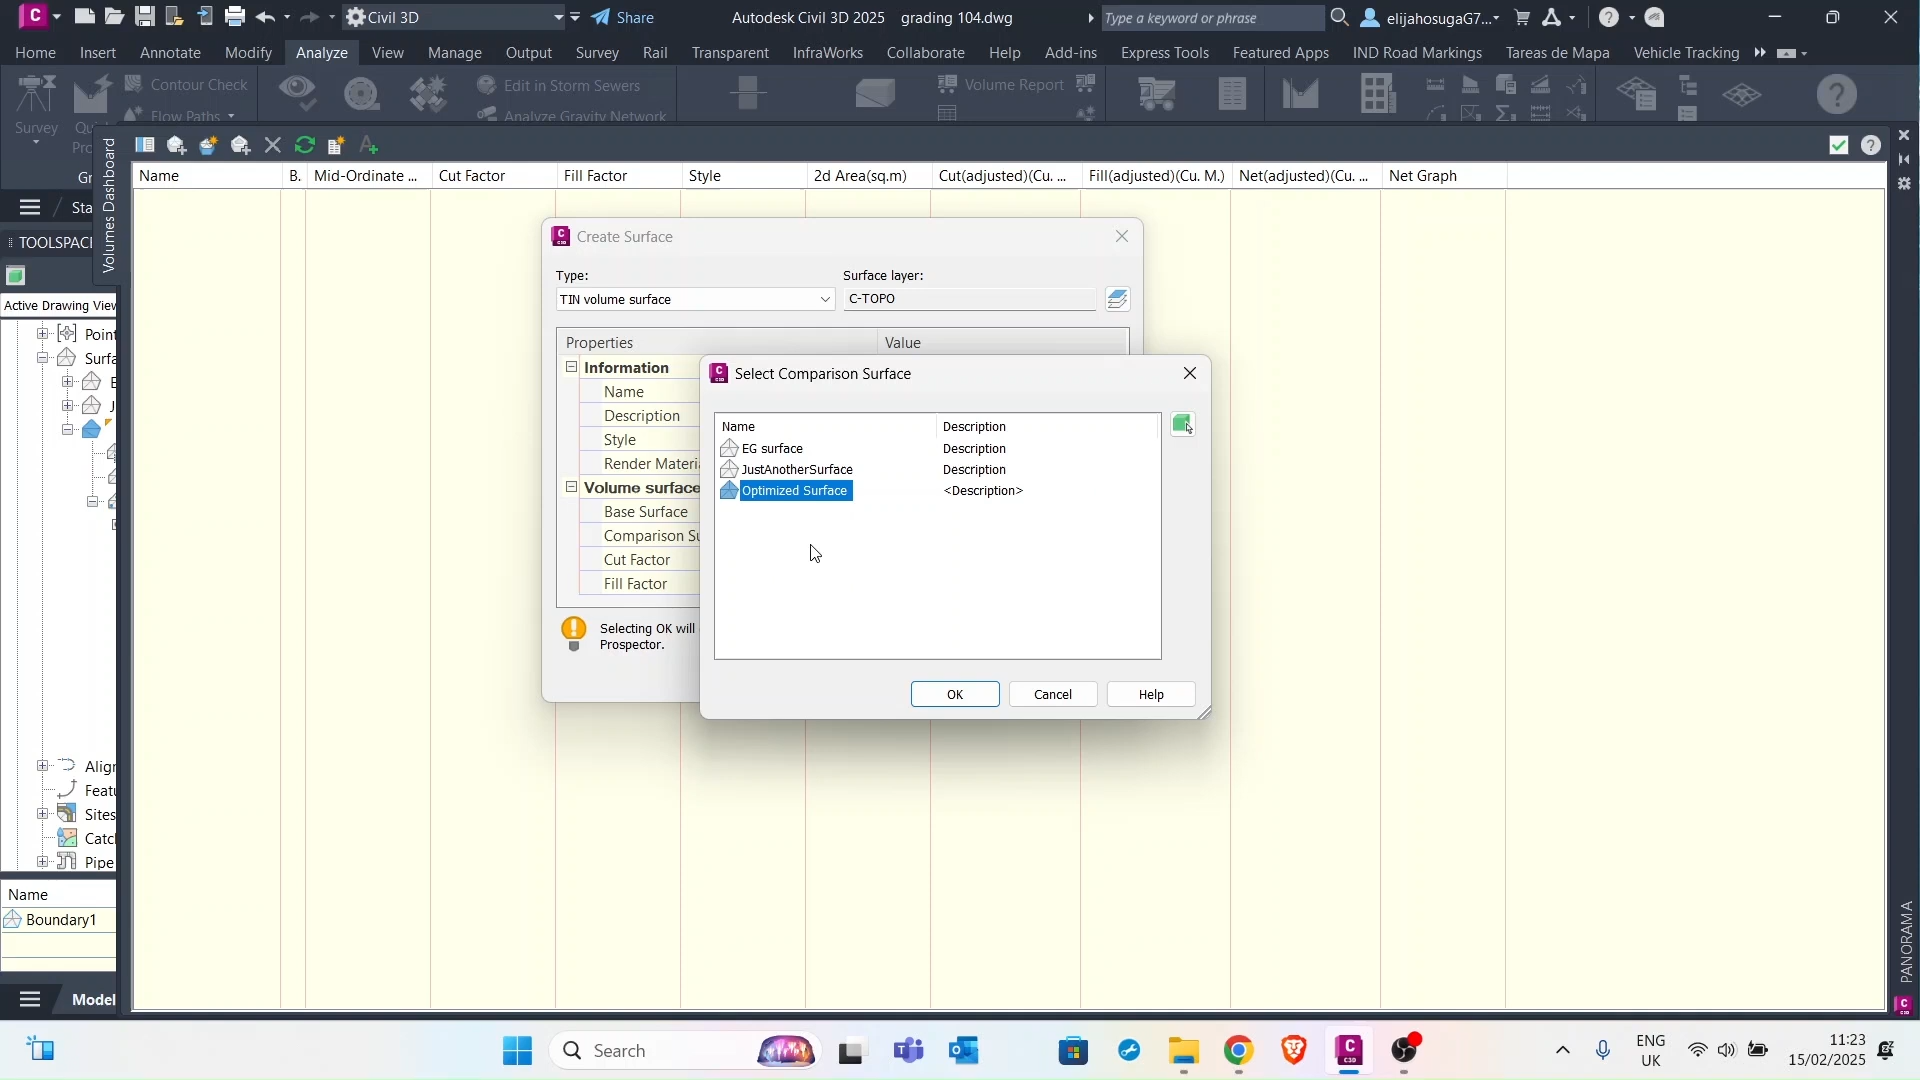 Civil 3D
Share
Autodesk Civil 3D 2025 grading 104.dwg
Type a keyword or phrase
elijahosugaG7...
Home Insert Annotate Modify Analyze View Manage Output Survey Rail Transparent InfraWorks Collaborate Help Add-ins Express Tools Featured Apps IND Road Markings Tareas de Mapa Vehicle Tracking
Contour Check
Edit in Storm Sewers
Volume Report
Survey
Flow Paths
Analyze Gravity Network
Volumes Dashboard
Name B. Mid-Ordinate ... Cut Factor Fill Factor Style 2d Area(sq.m) Cut(adjusted)(Cu. ... Fill(adjusted)(Cu. M.) Net(adjusted)(Cu. ... Net Graph
Sta
TOOLSPACE
Active Drawing View
Point
Surfa
E
J
Align
Featu
Sites
Catch
Pipe
Name
Boundary1
Model
Create Surface
Type:
Surface layer:
TIN volume surface
C-TOPO
Properties Value
Information
Name
Description
Style
Render Materi
Volume surface
Base Surface
Comparison Su
Cut Factor
Fill Factor
Selecting OK will
Prospector.
Select Comparison Surface
Name Description
EG surface Description
JustAnotherSurface Description
Optimized Surface <Description>
OK Cancel Help
PANORAMA
Search
ENG
UK
11:23
15/02/2025